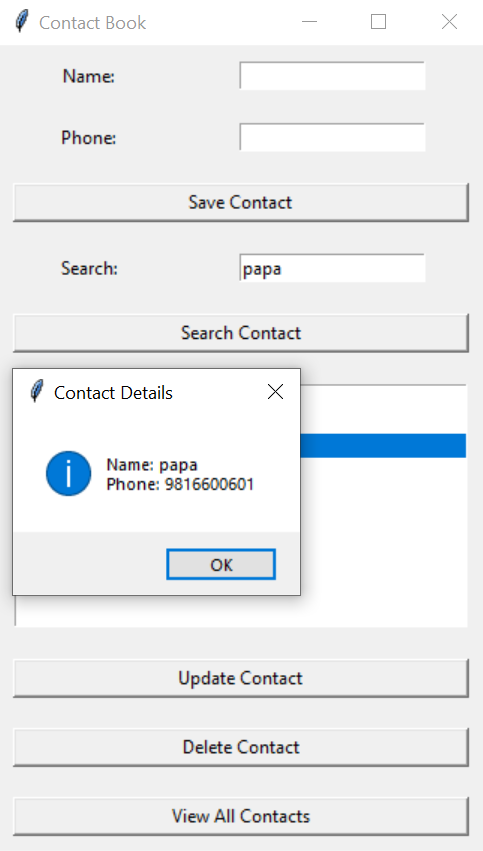 Contact Book
Name:
Phone:
Save Contact
Search: papa
Search Contact
Contact Details
Name: papa
Phone: 9816600601
OK
Update Contact
Delete Contact
View All Contacts